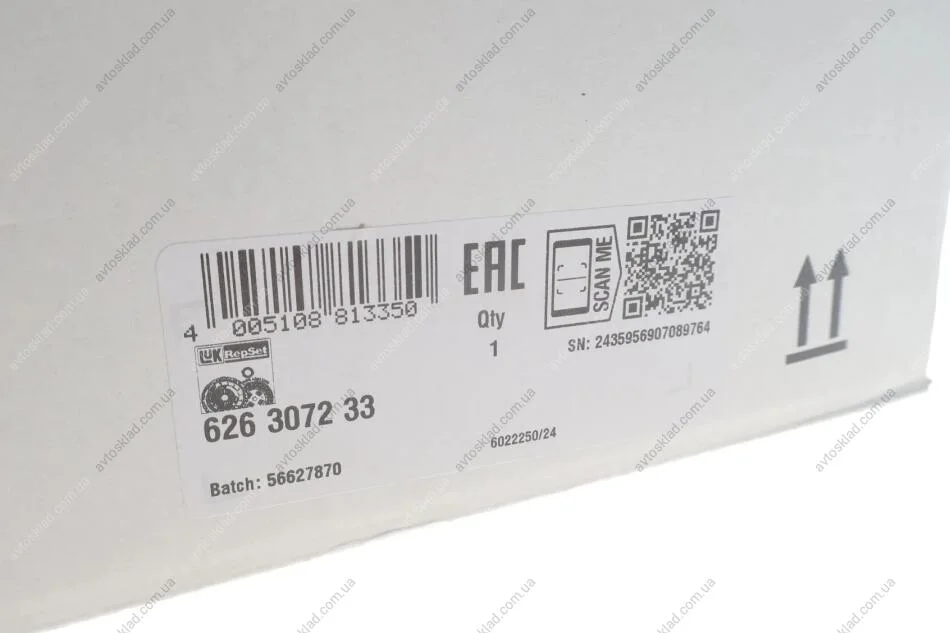 4 005108 813350
EAC
Qty
1
SCAN ME
SN: 2435956907089764
LuK RepSet
626 3072 33
6022250/24
Batch: 56627870
avtosklad.com.ua